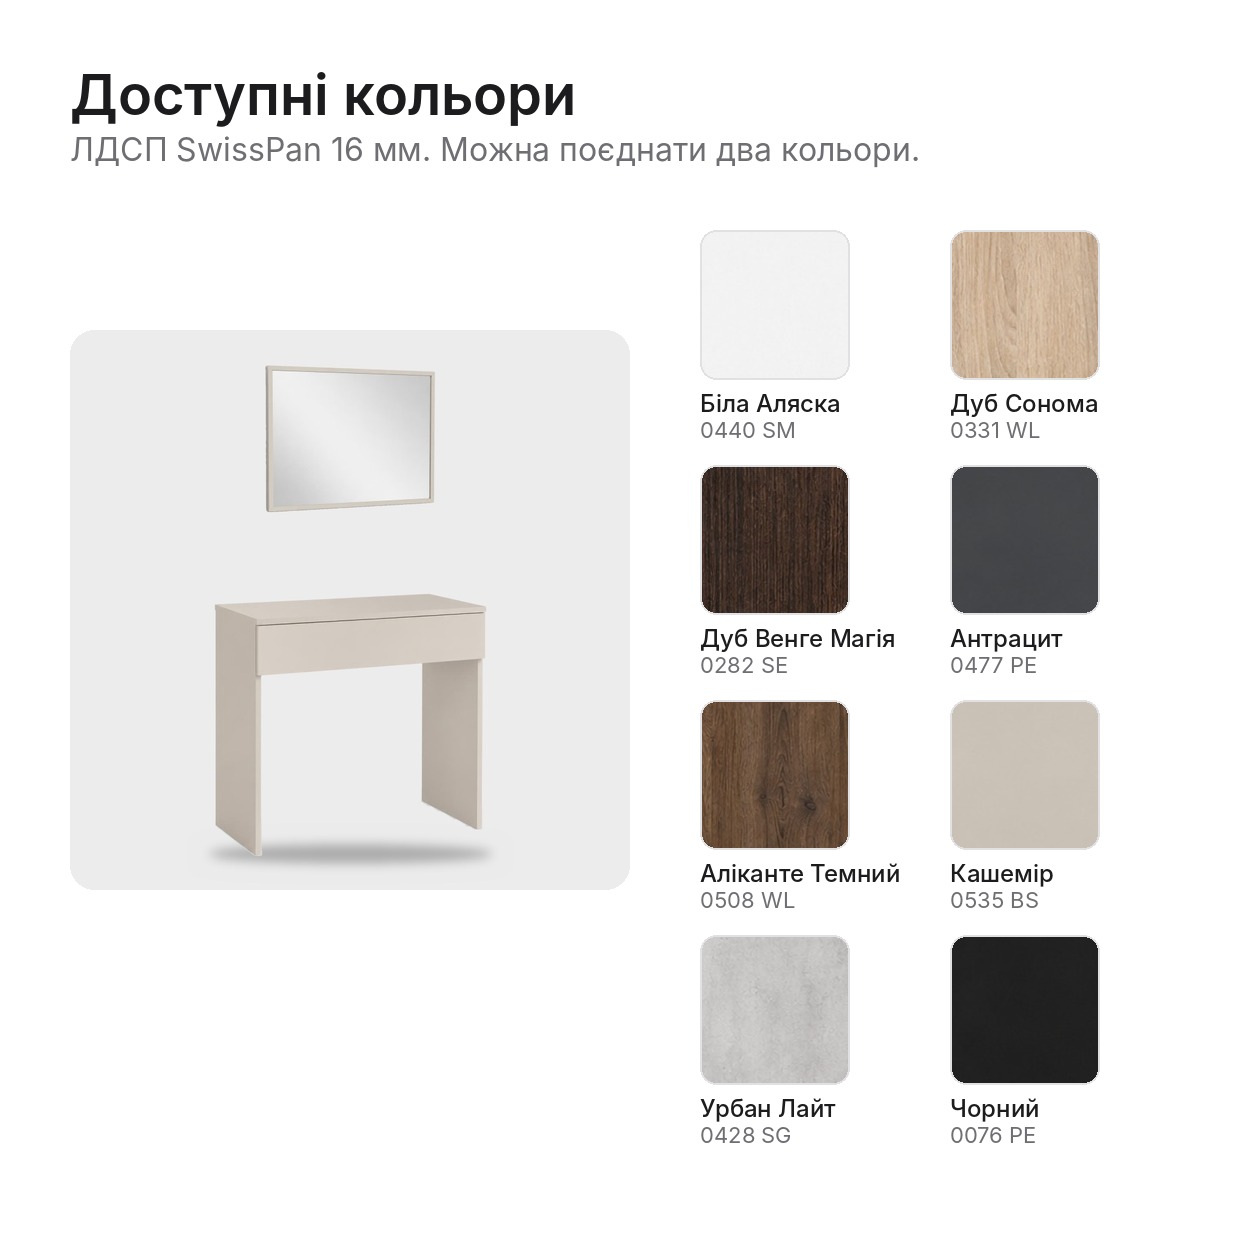 Доступні кольори
ЛДСП SwissPan 16 мм. Можна поєднати два кольори.
Біла Аляска
0440 SM
Дуб Сонома
0331 WL
Дуб Венге Магія
0282 SE
Антрацит
0477 PE
Аліканте Темний
0508 WL
Кашемір
0535 BS
Урбан Лайт
0428 SG
Чорний
0076 PE